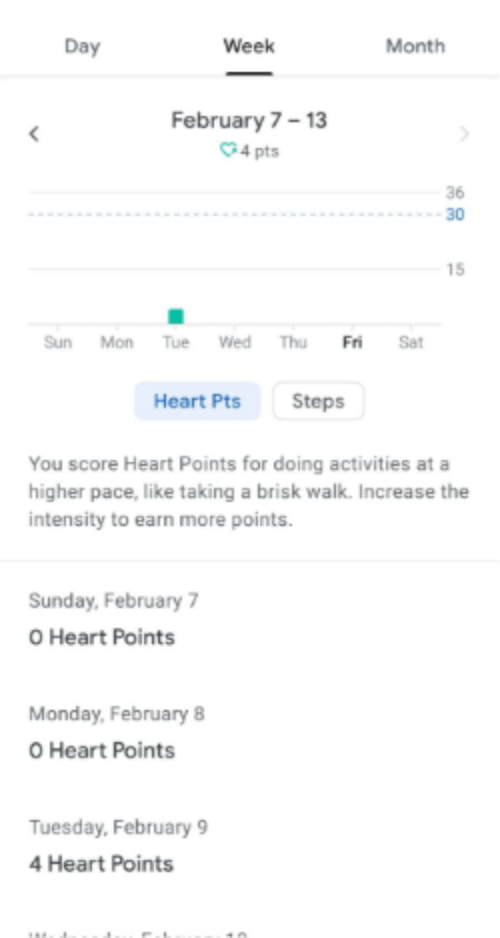 Day Week Month
February 7 – 13
4 pts
36
30
15
Sun Mon Tue Wed Thu Fri Sat
Heart Pts Steps
You score Heart Points for doing activities at a
higher pace, like taking a brisk walk. Increase the
intensity to earn more points.
Sunday, February 7
0 Heart Points
Monday, February 8
0 Heart Points
Tuesday, February 9
4 Heart Points
Wednesday, February 10